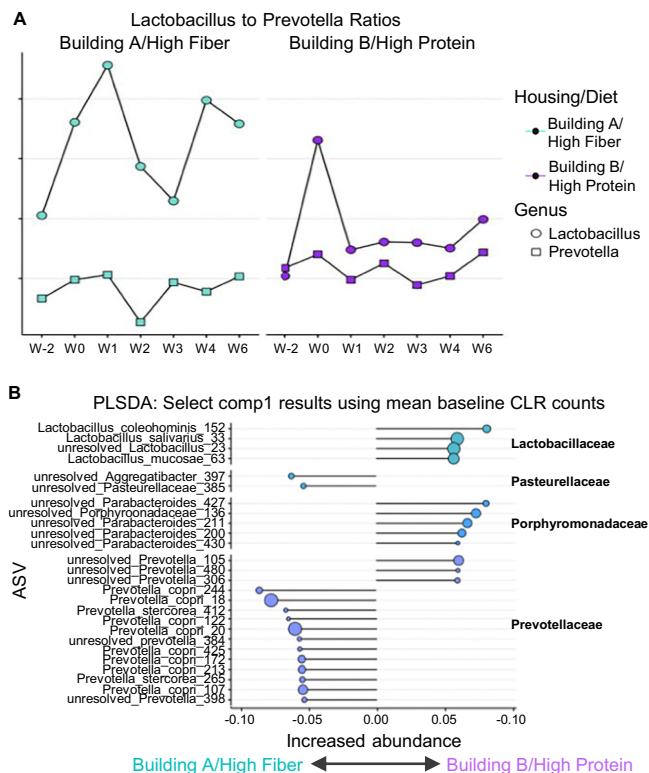 A
Lactobacillus to Prevotella Ratios
Building A/High Fiber
Building B/High Protein
W-2 W0 W1 W2 W3 W4 W6
W-2 W0 W1 W2 W3 W4 W6
Housing/Diet
Building A/
High Fiber
Building B/
High Protein
Genus
Lactobacillus
Prevotella
B
PLSDA: Select comp1 results using mean baseline CLR counts
ASV
Lactobacillus_coleohominis_152
Lactobacillus_salivarius_33
unresolved_Lactobacillus_23
Lactobacillus_mucosae_63
Lactobacillaceae
unresolved_Aggregatibacter_397
unresolved_Pasteurellaceae_385
Pasteurellaceae
unresolved_Parabacteroides_427
unresolved_Porphyroonadaceae_136
unresolved_Parabacteroides_211
unresolved_Parabacteroides_200
unresolved_Parabacteroides_430
Porphyromonadaceae
unresolved_Prevotella_105
unresolved_Prevotella_480
unresolved_Prevotella_306
Prevotella_copri_244
Prevotella_copri_18
Prevotella_stercorea_412
Prevotella_copri_122
Prevotella_copri_20
unresolved_prevotella_384
Prevotella_copri_425
Prevotella_copri_172
Prevotella_copri_213
Prevotella_stercorea_265
Prevotella_copri_107
unresolved_Prevotella_398
Prevotellaceae
-0.10 -0.05 0.00 0.05 -0.10
Increased abundance
Building A/High Fiber
Building B/High Protein